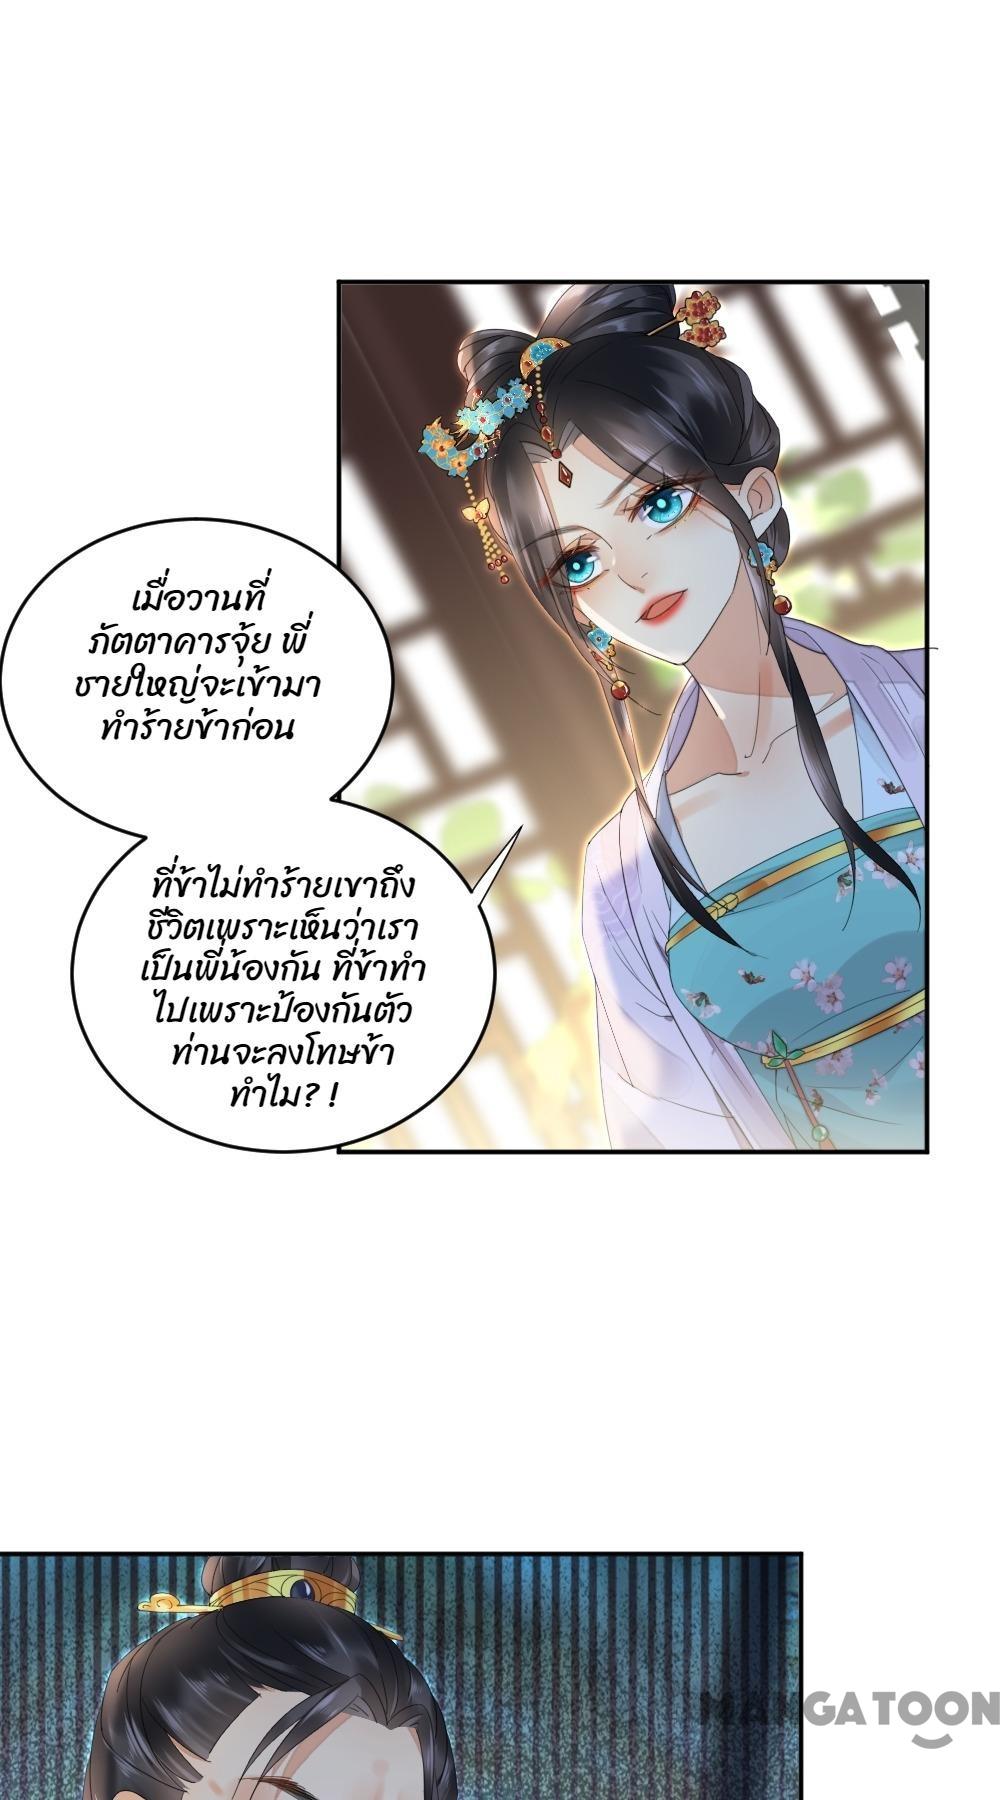 เมื่อวานที่
ภัตตาคารจุ้ย พี่
ชายใหญ่จะเข้ามา
ทำร้ายข้าก่อน
ที่ข้าไม่ทำร้ายเขาถึง
ชีวิตเพราะเห็นว่าเรา
เป็นพี่น้องกัน ที่ข้าทำ
ไปเพราะป้องกันตัว
ท่านจะลงโทษข้า
ทำไม? !
MANGATOON